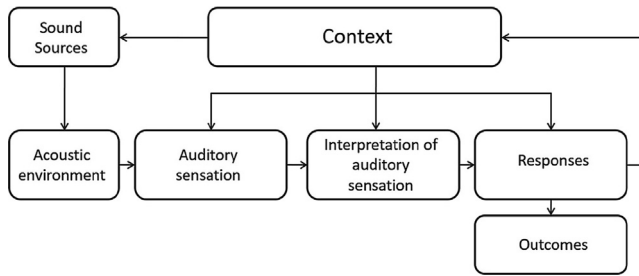 Sound
Sources
Context
Acoustic
environment
Auditory
sensation
Interpretation of
auditory
sensation
Responses
Outcomes